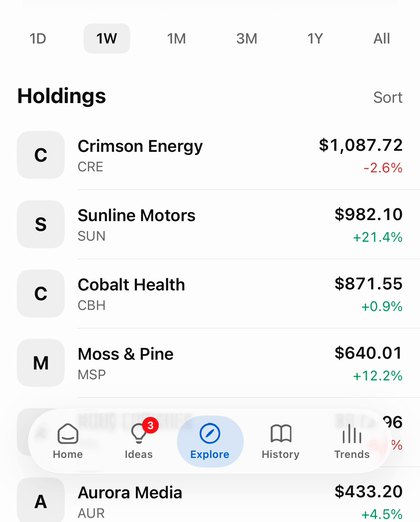 1D 1W 1M 3M 1Y All
Holdings Sort
C Crimson Energy $1,087.72
CRE -2.6%
S Sunline Motors $982.10
SUN +21.4%
C Cobalt Health $871.55
CBH +0.9%
M Moss & Pine $640.01
MSP +12.2%
96
3
%
Home Ideas Explore History Trends
A Aurora Media $433.20
AUR +4.5%